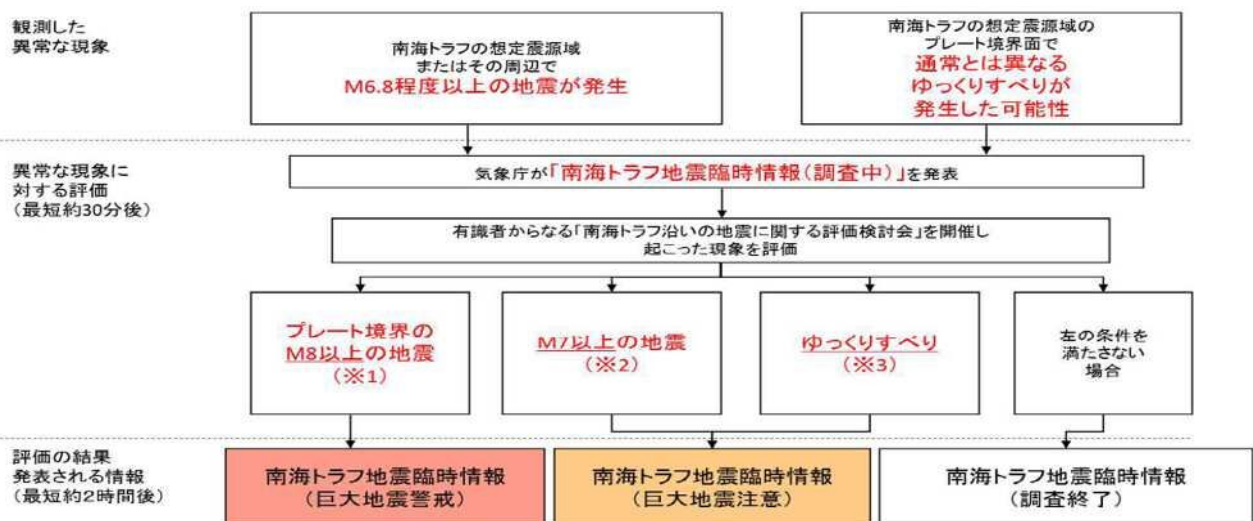 観測した
異常な現象
南海トラフの想定震源域
またはその周辺で
M6.8程度以上の地震が発生
南海トラフの想定震源域の
プレート境界面で
通常とは異なる
ゆっくりすべりが
発生した可能性
異常な現象に
対する評価
(最短約30分後)
気象庁が「南海トラフ地震臨時情報(調査中)」を発表
有識者からなる「南海トラフ沿いの地震に関する評価検討会」を開催し
起こった現象を評価
プレート境界の
M8以上の地震
(※1)
M7以上の地震
(※2)
ゆっくりすべり
(※3)
左の条件を
満たさない
場合
評価の結果
発表される情報
(最短約2時間後)
南海トラフ地震臨時情報
(巨大地震警戒)
南海トラフ地震臨時情報
(巨大地震注意)
南海トラフ地震臨時情報
(調査終了)